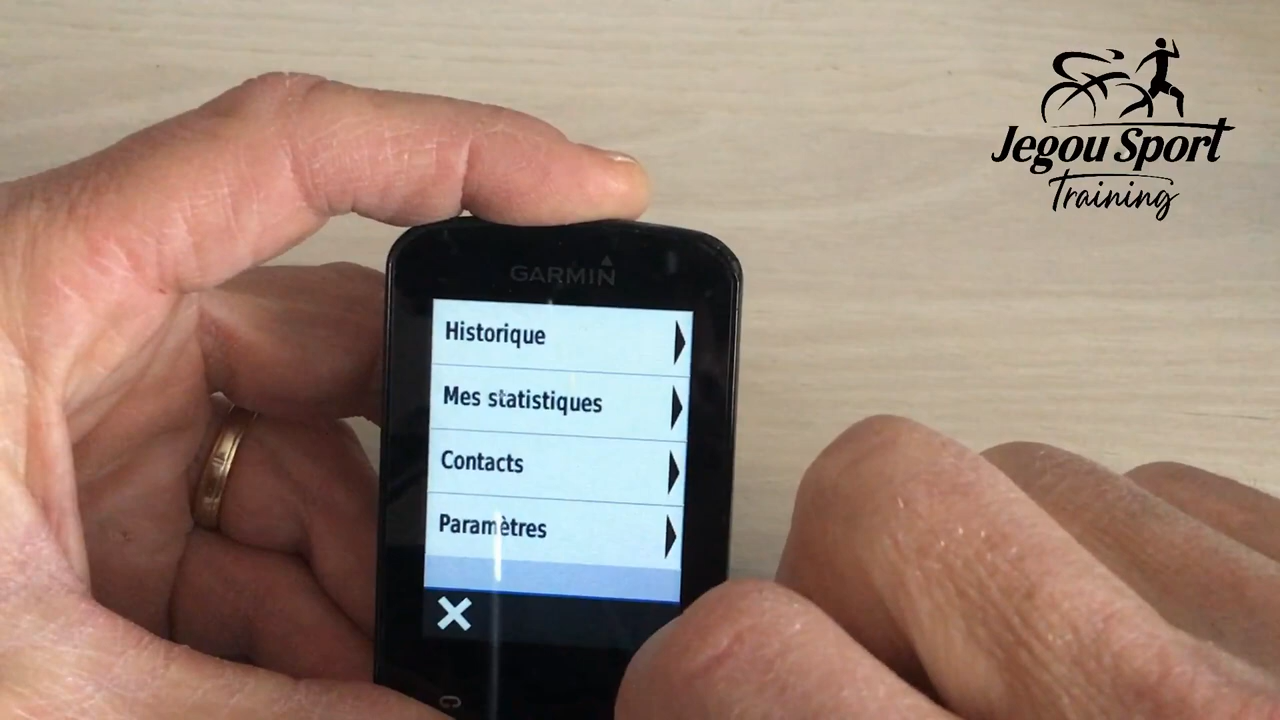 GARMIN
Historique
Mes statistiques
Contacts
Paramètres
Jegou Sport
Training